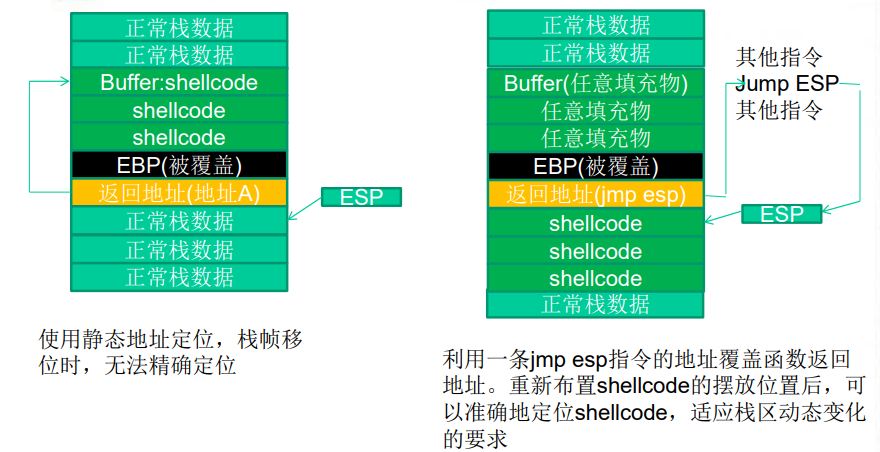 正常栈数据
正常栈数据
Buffer:shellcode
shellcode
shellcode
EBP(被覆盖)
返回地址(地址A)
ESP
正常栈数据
正常栈数据
正常栈数据
使用静态地址定位，栈帧移
位时，无法精确定位
正常栈数据
正常栈数据
Buffer(任意填充物)
任意填充物
任意填充物
EBP(被覆盖)
返回地址(jmp esp)
shellcode
shellcode
shellcode
正常栈数据
其他指令
Jump ESP
其他指令
ESP
利用一条jmp esp指令的地址覆盖函数返回
地址。重新布置shellcode的摆放位置后，可
以准确地定位shellcode，适应栈区动态变化
的要求